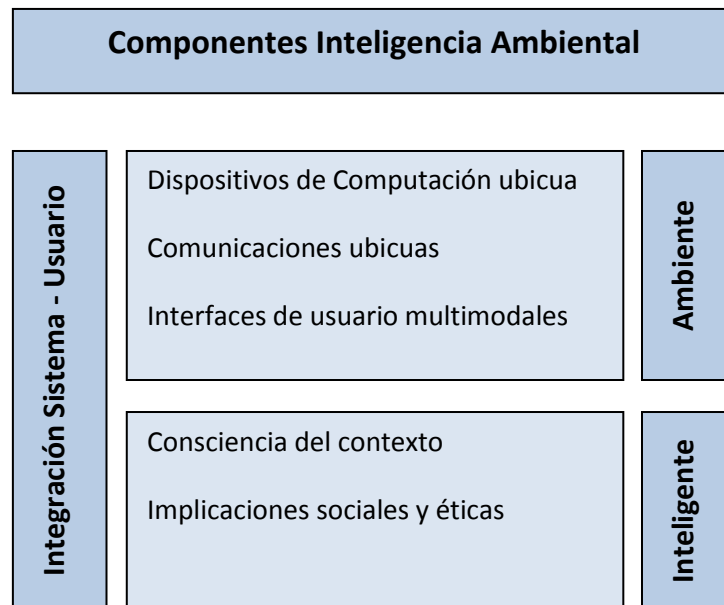 Componentes Inteligencia Ambiental
Integración Sistema - Usuario
Dispositivos de Computación ubicua
Comunicaciones ubicuas
Interfaces de usuario multimodales
Ambiente
Consciencia del contexto
Implicaciones sociales y éticas
Inteligente